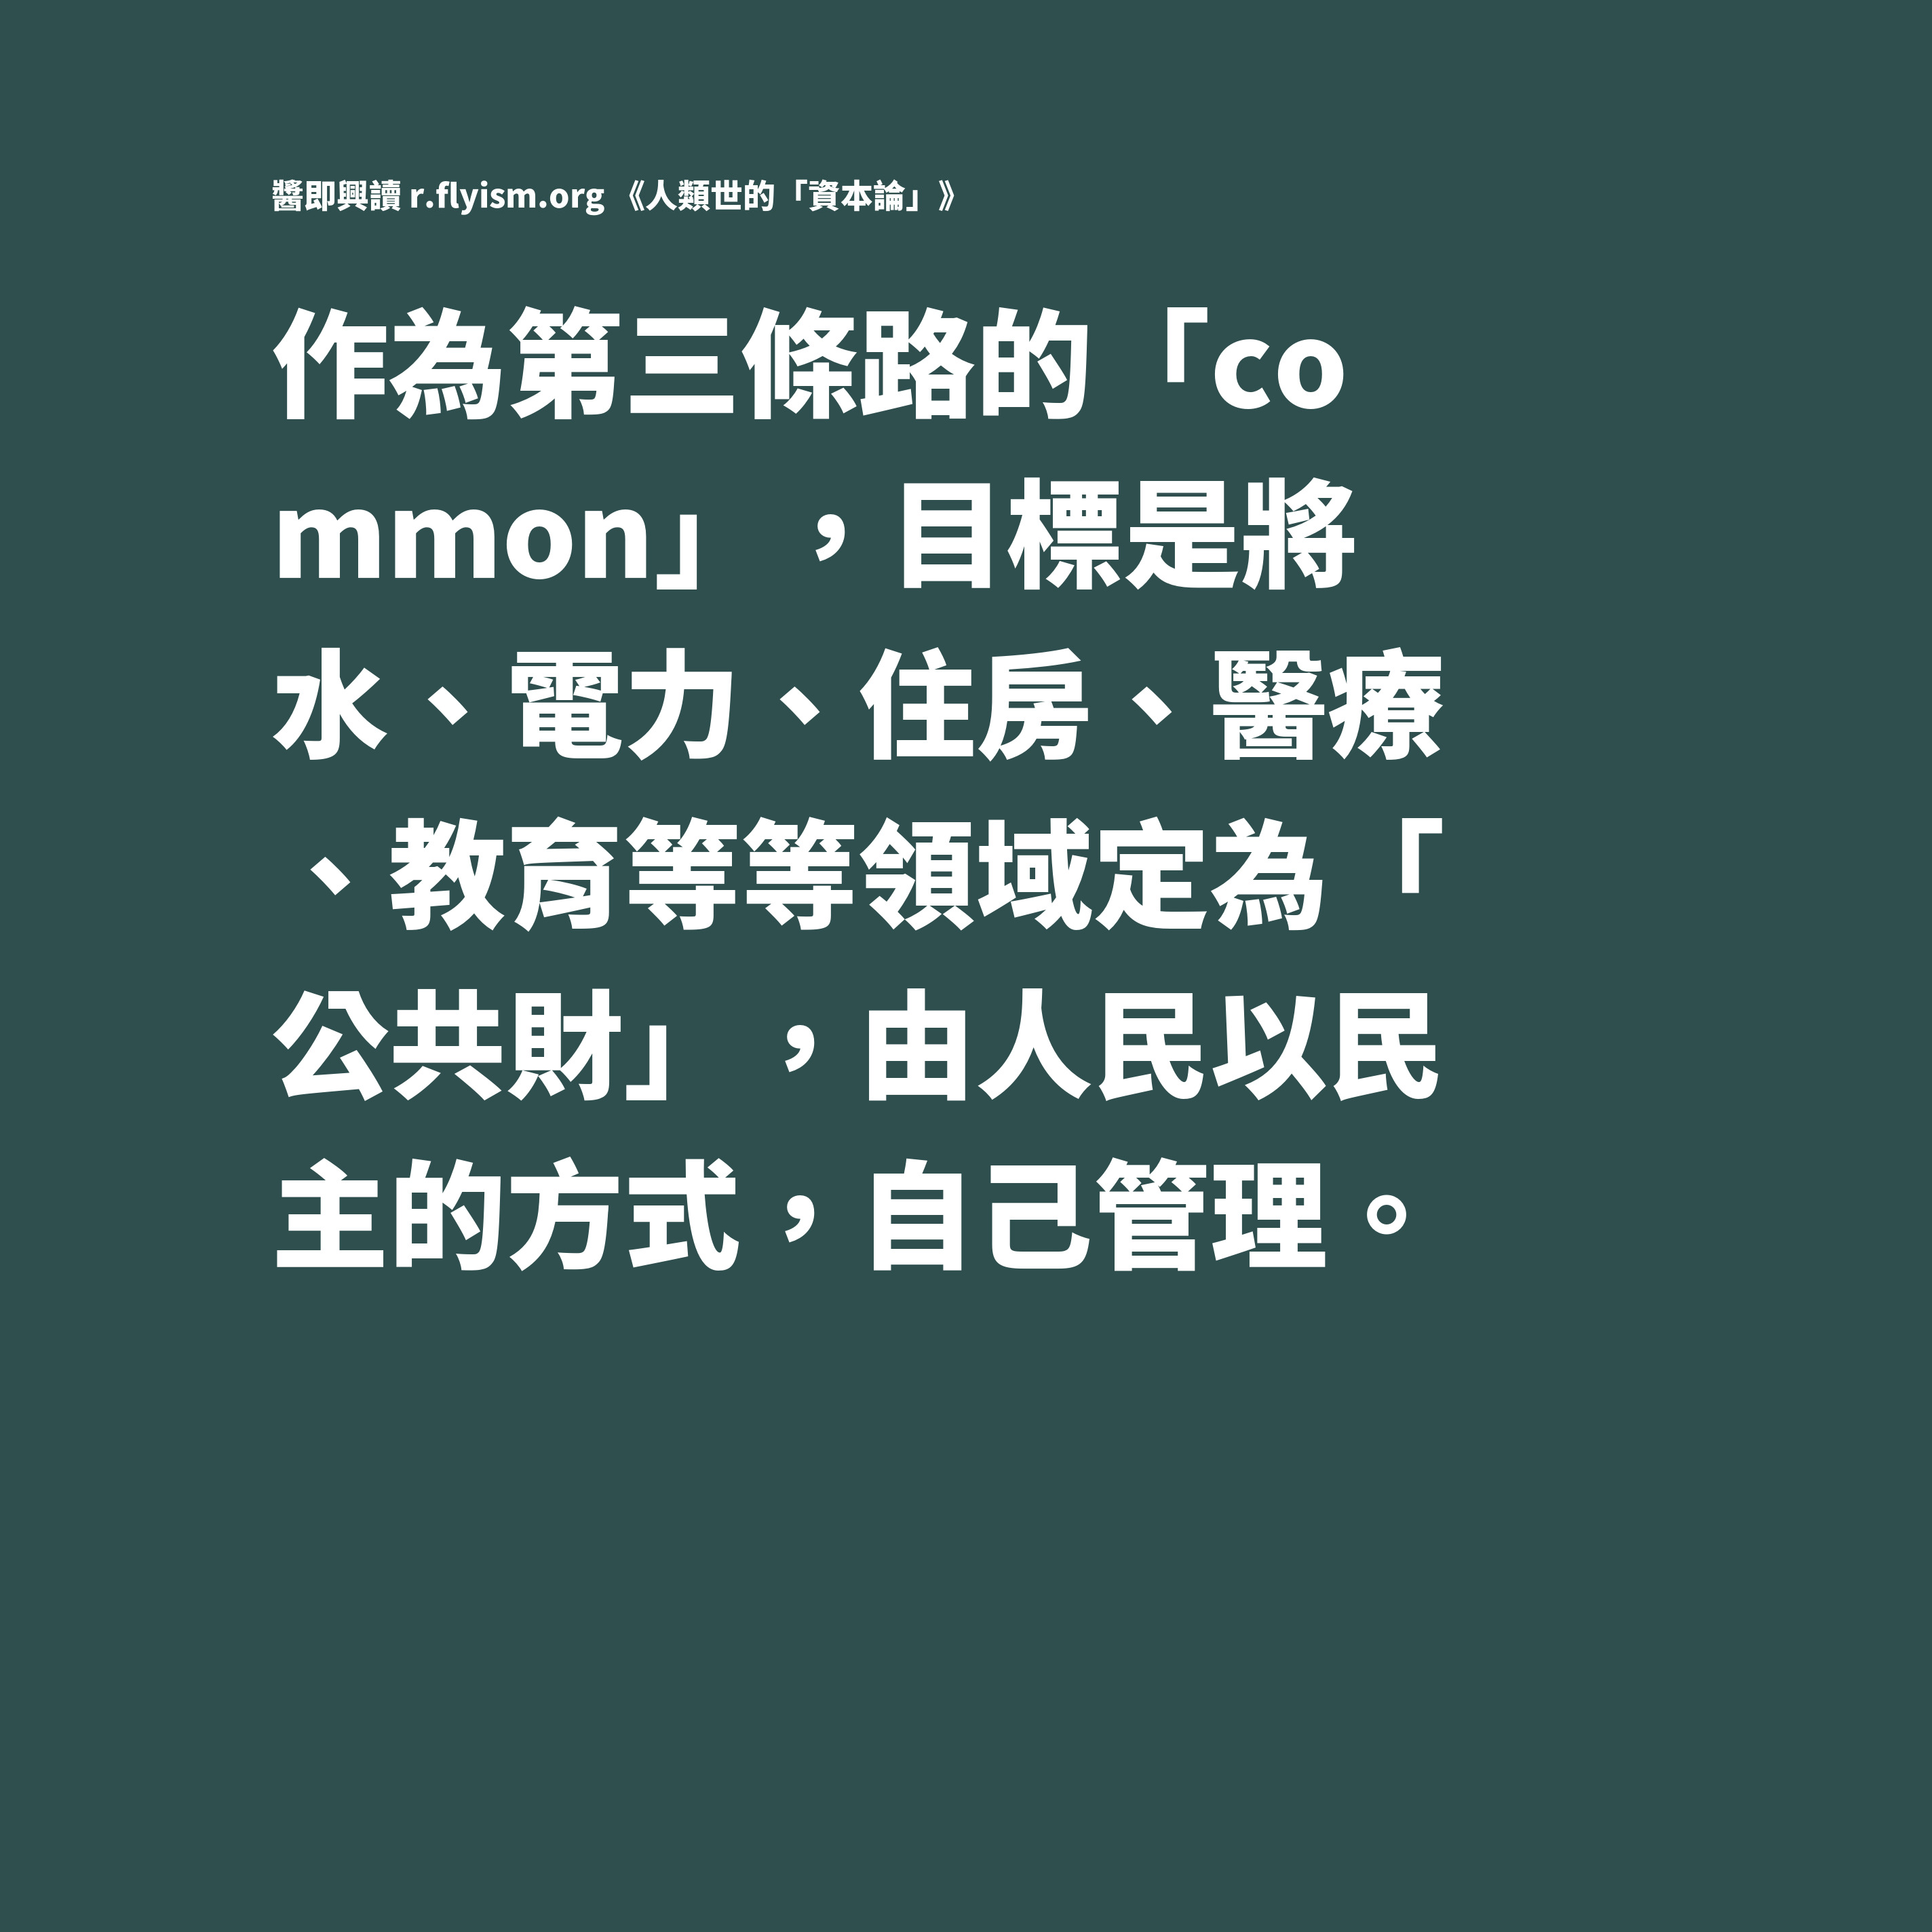 醫即興讀 r.flyism.org《人類世的「資本論」》
作為第三條路的「co
mmon」，目標是將
水、電力、住房、醫療
、教育等等領域定為「
公共財」，由人民以民
主的方式，自己管理。